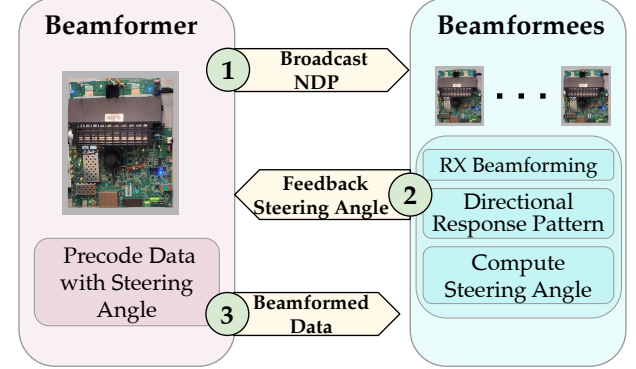 Beamformer
Beamformees
1
Broadcast
NDP
RX Beamforming
Feedback
Steering Angle
2
Directional
Response Pattern
Compute
Steering Angle
Precode Data
with Steering
Angle
3
Beamformed
Data